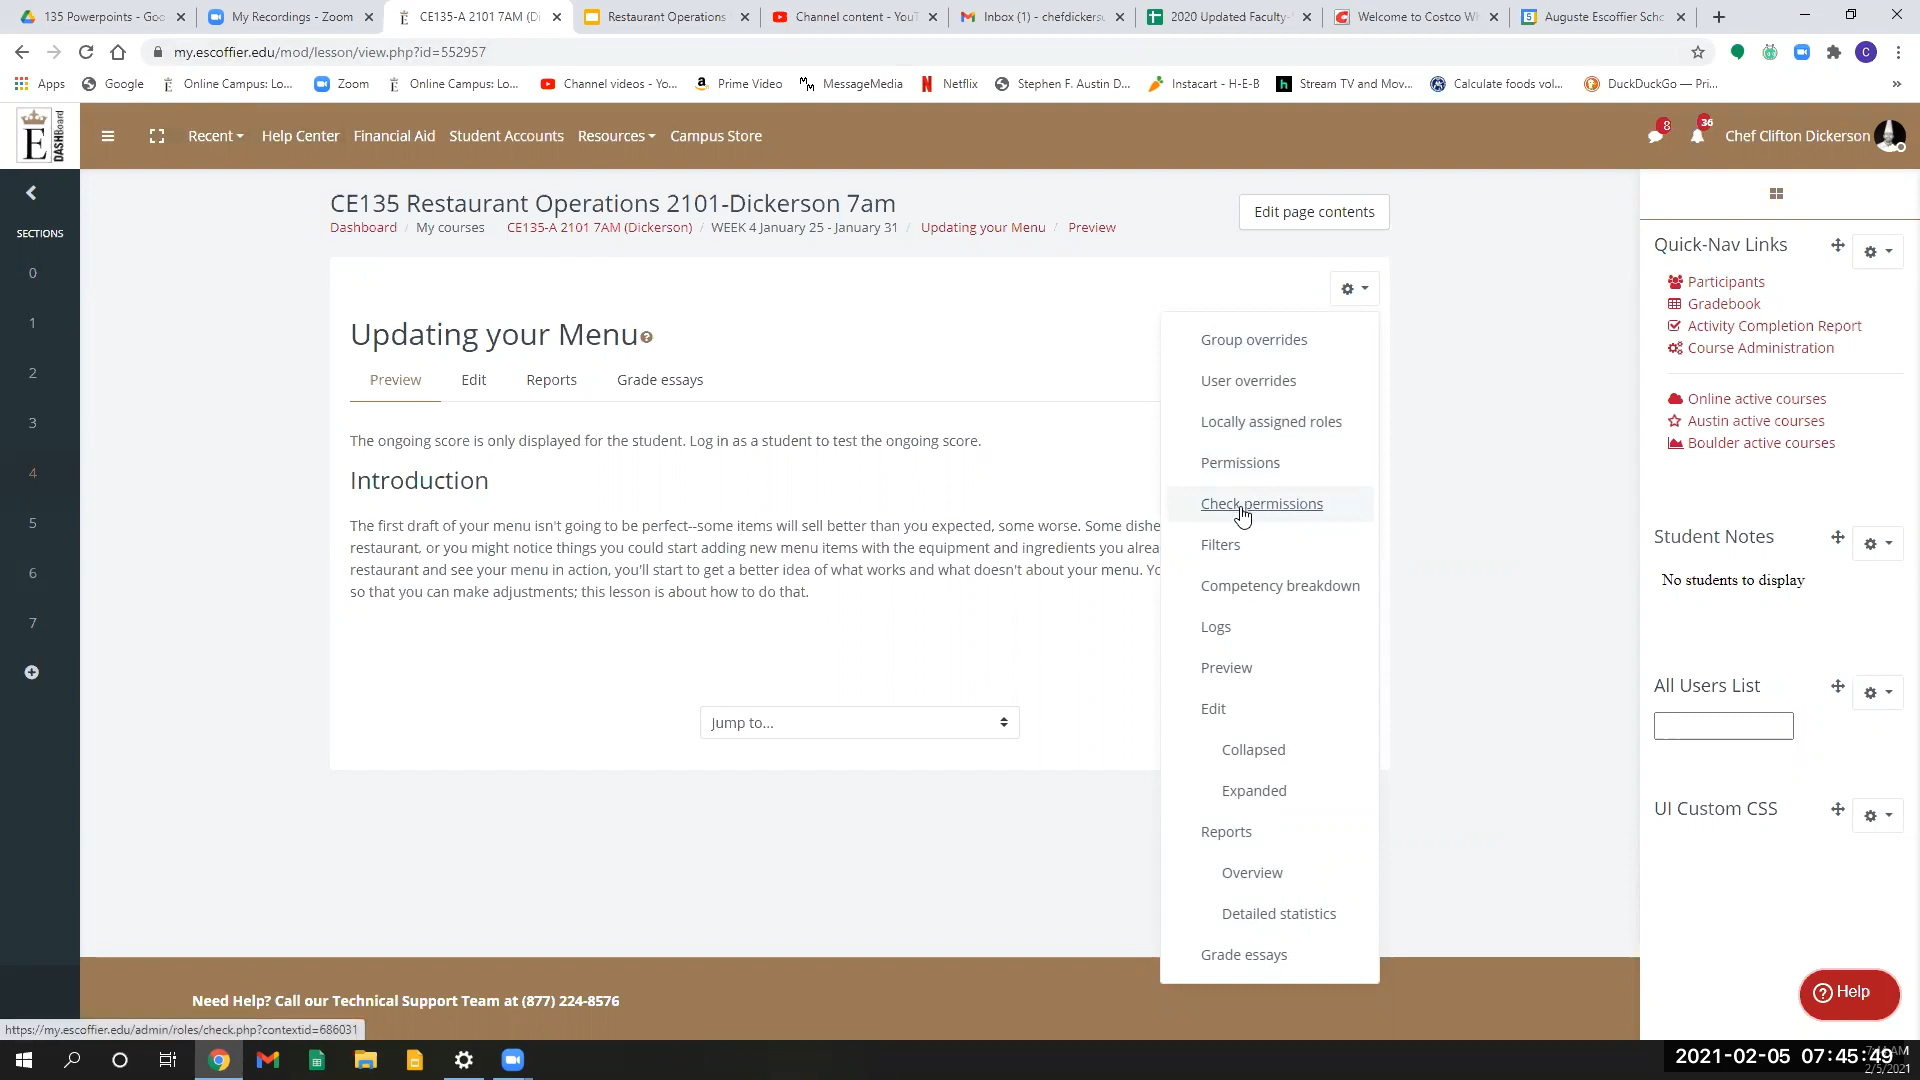 135 Powerpoints - Goo
My Recordings - Zoom
CE135-A 2101 7AM (Di
Restaurant Operations
Channel content - YouT
Inbox (1) - chefdickers
2020 Updated Faculty-
Welcome to Costco Wh
Auguste Escoffier Scho
my.escoffier.edu/mod/lesson/view.php?id=552957
Apps
Google
Online Campus: Lo...
Zoom
Online Campus: Lo...
Channel videos - Yo...
Prime Video
MessageMedia
Netflix
Stephen F. Austin D...
Instacart - H-E-B
Stream TV and Mov...
Calculate foods vol...
DuckDuckGo — Pri...
E DASHBoard
Recent
Help Center
Financial Aid
Student Accounts
Resources
Campus Store
8
36
Chef Clifton Dickerson
SECTIONS
0
1
2
3
4
5
6
7
CE135 Restaurant Operations 2101-Dickerson 7am
Dashboard / My courses CE135-A 2101 7AM (Dickerson) / WEEK 4 January 25 - January 31 / Updating your Menu / Preview
Edit page contents
Updating your Menu
Preview
Edit
Reports
Grade essays
The ongoing score is only displayed for the student. Log in as a student to test the ongoing score.
Introduction
The first draft of your menu isn't going to be perfect--some items will sell better than you expected, some worse. Some dishe
restaurant, or you might notice things you could start adding new menu items with the equipment and ingredients you alrea
restaurant and see your menu in action, you'll start to get a better idea of what works and what doesn't about your menu. Yo
so that you can make adjustments; this lesson is about how to do that.
Jump to...
Group overrides
User overrides
Locally assigned roles
Permissions
Check permissions
Filters
Competency breakdown
Logs
Preview
Edit
Collapsed
Expanded
Reports
Overview
Detailed statistics
Grade essays
Quick-Nav Links
Participants
Gradebook
Activity Completion Report
Course Administration
Online active courses
Austin active courses
Boulder active courses
Student Notes
No students to display
All Users List
UI Custom CSS
Need Help? Call our Technical Support Team at (877) 224-8576
Help
https://my.escoffier.edu/admin/roles/check.php?contextid=686031
2021-02-05 07:45:49
2/5/2021